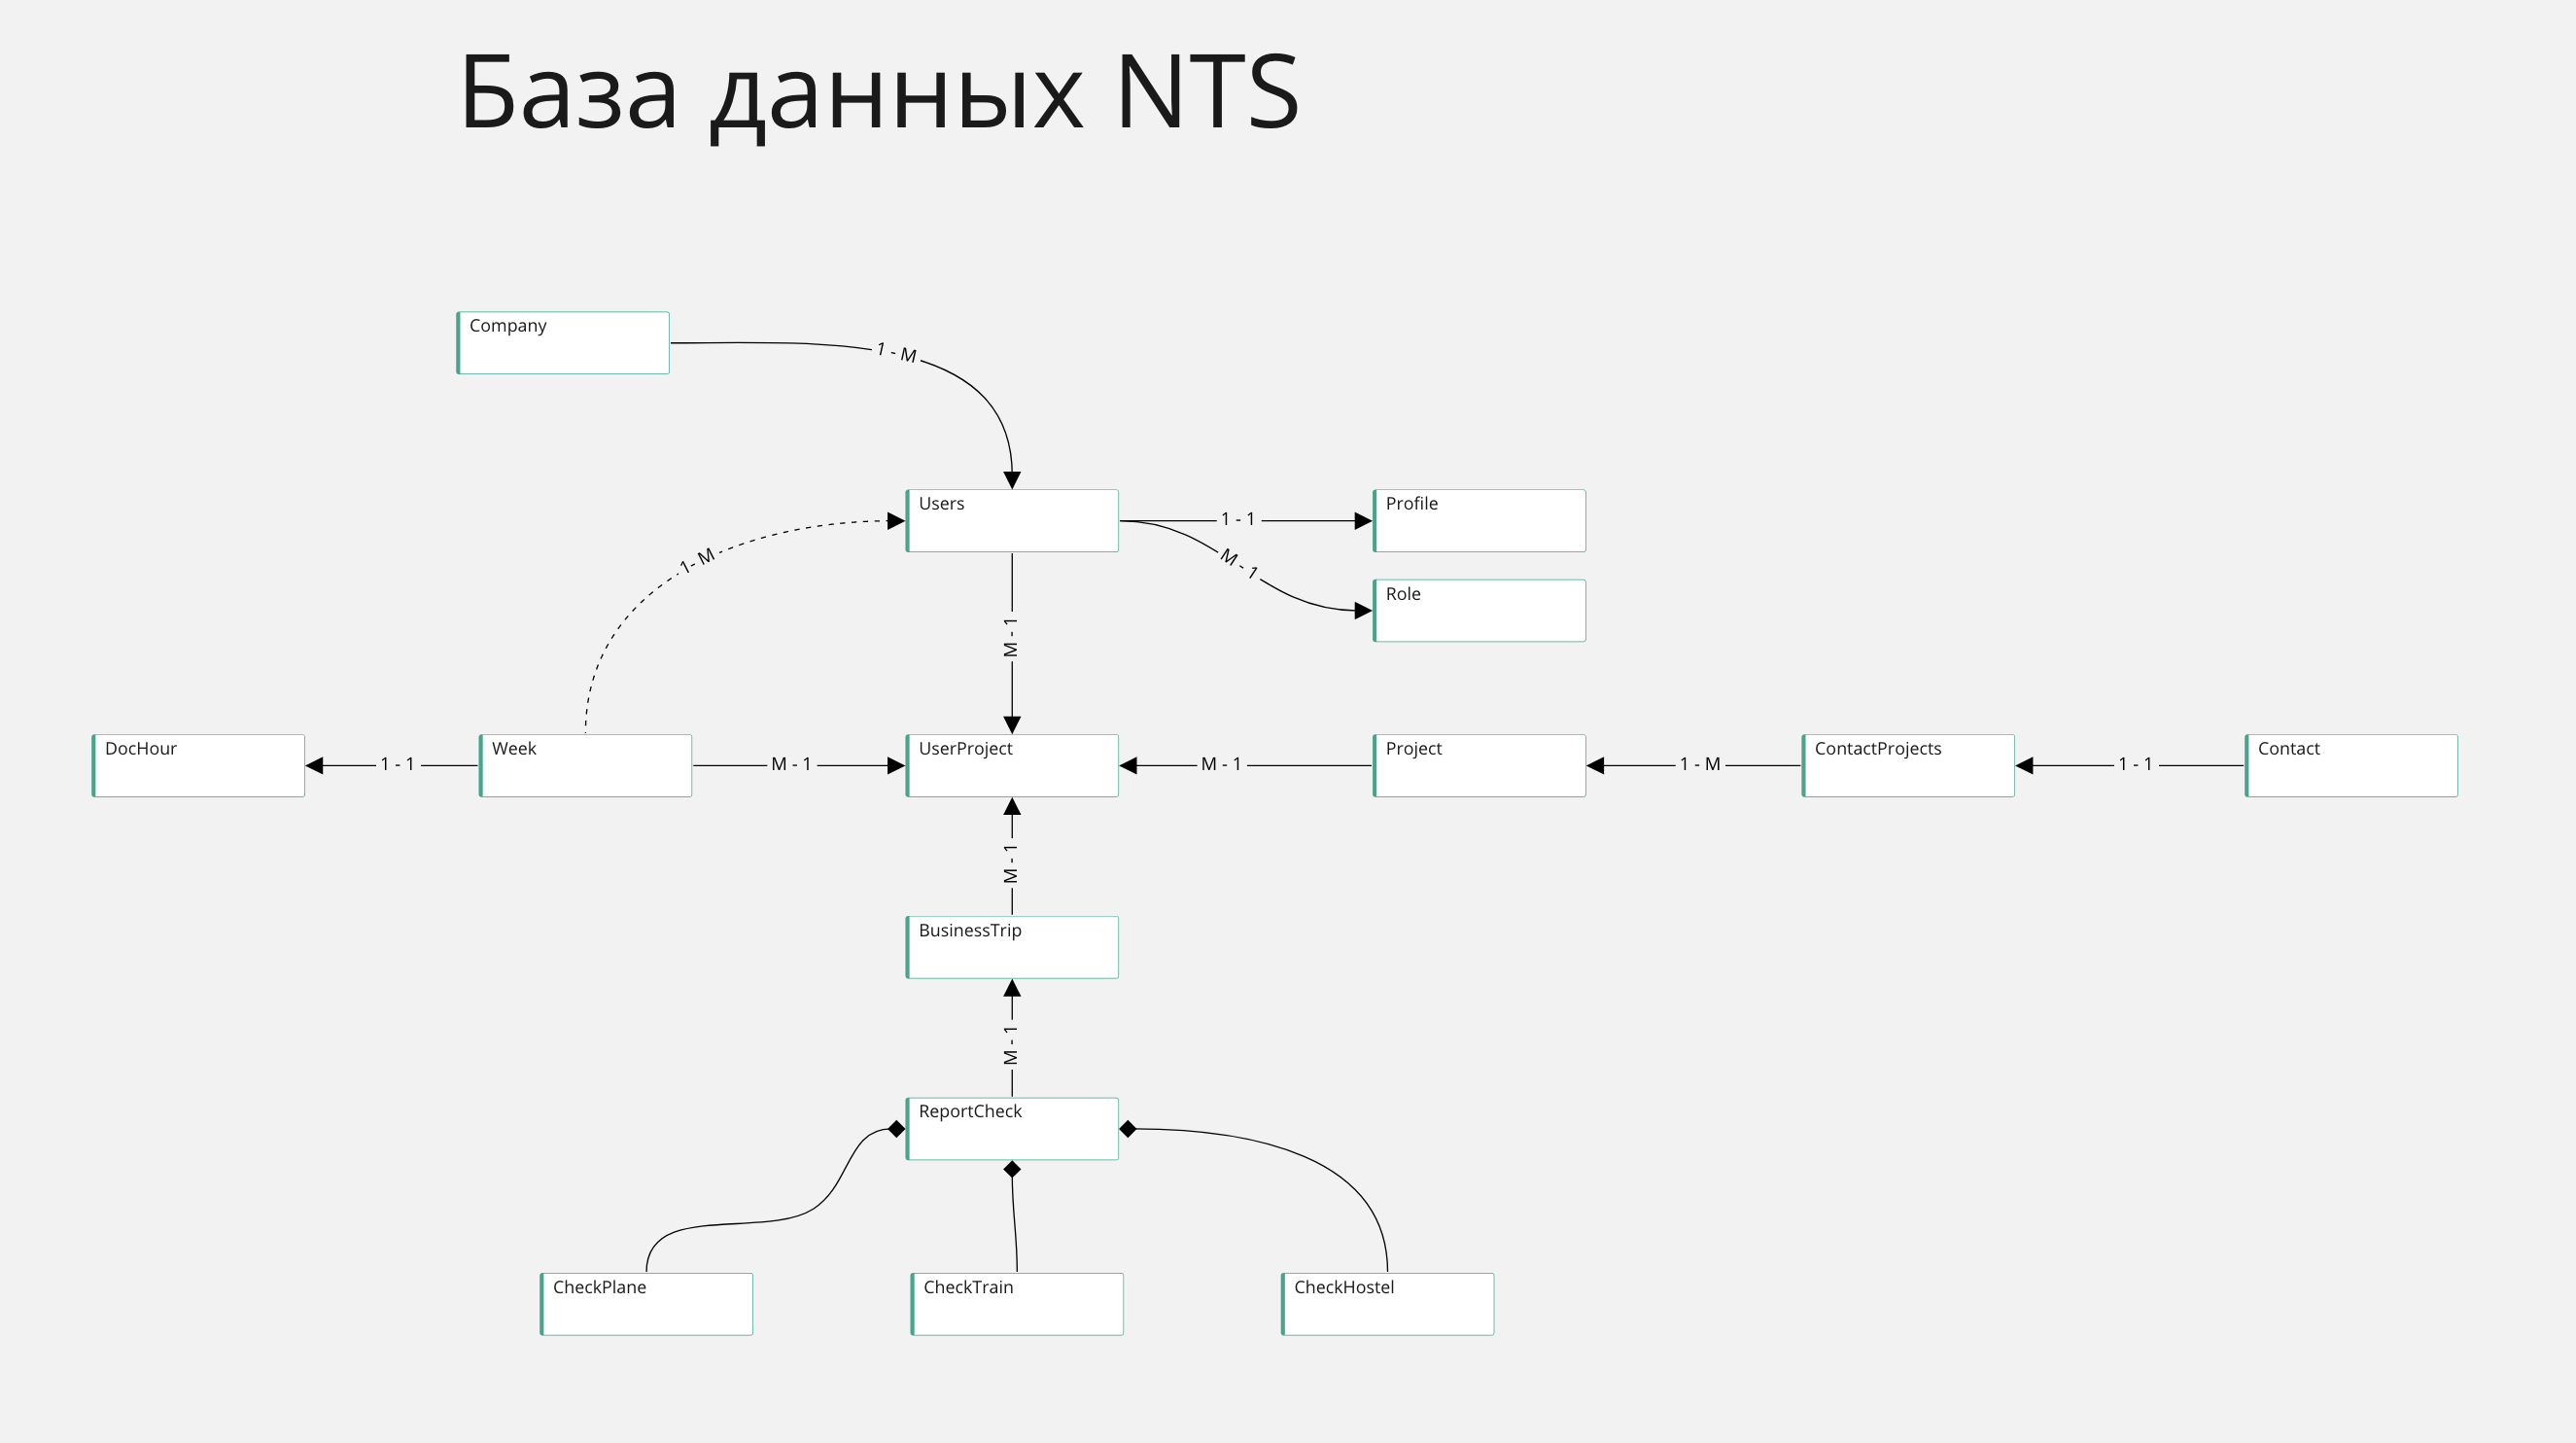 База данных NTS
Company
1 - M
Users
1 - 1
Profile
1- M
M - 1
Role
M - 1
DocHour
1 - 1
Week
M - 1
UserProject
M - 1
Project
1 - M
ContactProjects
1 - 1
Contact
M - 1
BusinessTrip
M - 1
ReportCheck
CheckPlane
CheckTrain
CheckHostel